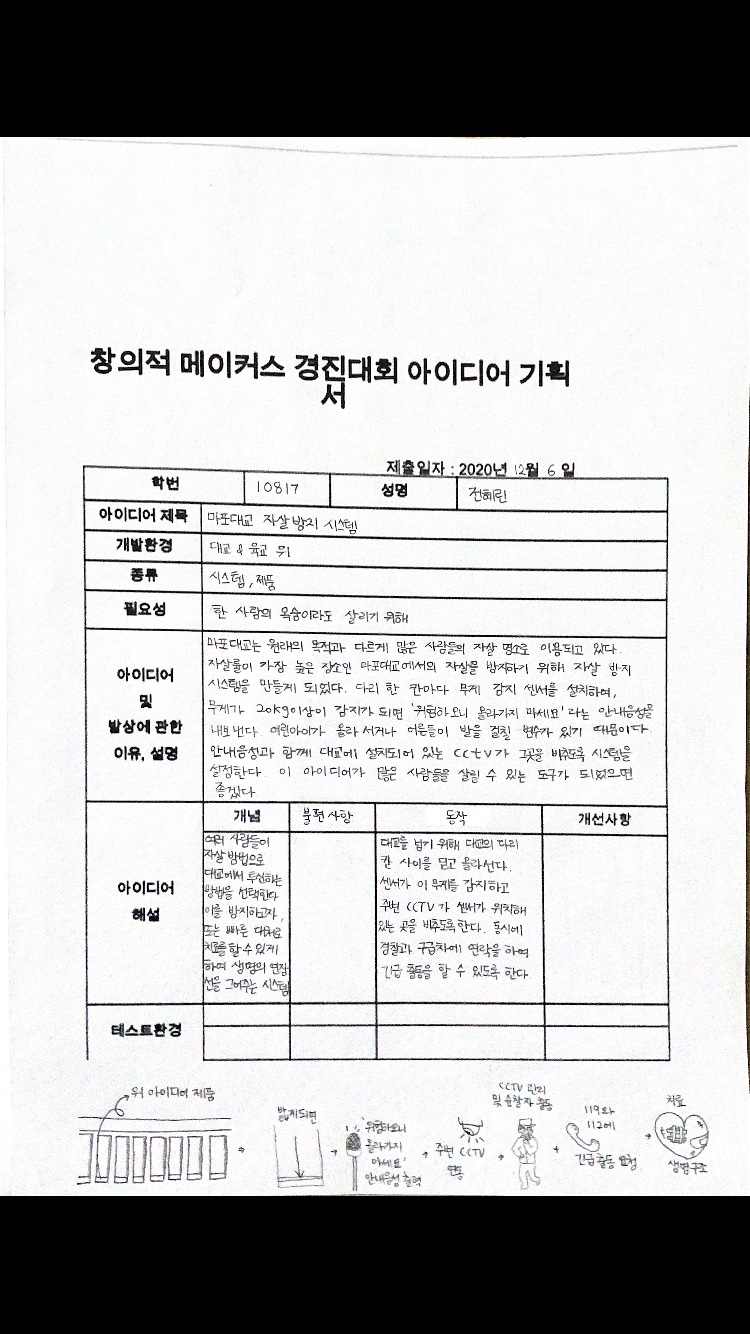 창의적 메이커스 경진대회 아이디어 기획
서
제출일자 : 2020년 12월 6일
학번 10817 성명 전혜린
아이디어 제목 마포대교 자살 방지 시스템
개발환경 대교 & 육교 위
종류 시스템, 제품
필요성 한 사람의 목숨이라도 살리기 위해
아이디어
및
발상에 관한
이유, 설명
마포대교는 원래의 목적과 다르게 많은 사람들의 자살 명소로 이용되고 있다.
자살률이 가장 높은 장소인 마포대교에서의 자살을 방지하기 위해 자살 방지
시스템을 만들게 되었다. 다리 한 칸마다 무게 감지 센서를 설치하여,
무게가 20kg이상이 감지가 되면 '위험하오니 올라가지 마세요' 라는 안내음성을
내보낸다. 어린아이가 올라 서거나 어른들이 발을 걸칠 변수가 있기 때문이다.
안내음성과 함께 대교에 설치되어 있는 CCTV가 그곳을 비추도록 시스템을
설정한다. 이 아이디어가 많은 사람들을 살릴 수 있는 도구가 되었으면
좋겠다
아이디어
해설
개념 불편사항 동작 개선사항
여러 사람들이
자살 방법으로
대교에서 투신하는
방법을 선택한다
이를 방지하고자,
또는 빠른 대처로
치료를 할 수 있게
하여 생명의 연장
선을 그어주는 시스템
대교를 넘기 위해 대교의 다리
칸 사이를 딛고 올라선다.
센서가 이 무게를 감지하고
주변 CCTV가 센서가 위치해
있는 곳을 비추도록 한다. 동시에
경찰과 구급차에 연락을 하여
긴급 출동을 할 수 있도록 한다
테스트환경
위 아이디어 제품
밟게되면
'위험하오니
올라가지
마세요'
안내음성 출력
주변 CCTV
연동
CCTV 관리
및 순찰자 출동
119와
112에
긴급출동 요청
치료
생명구조